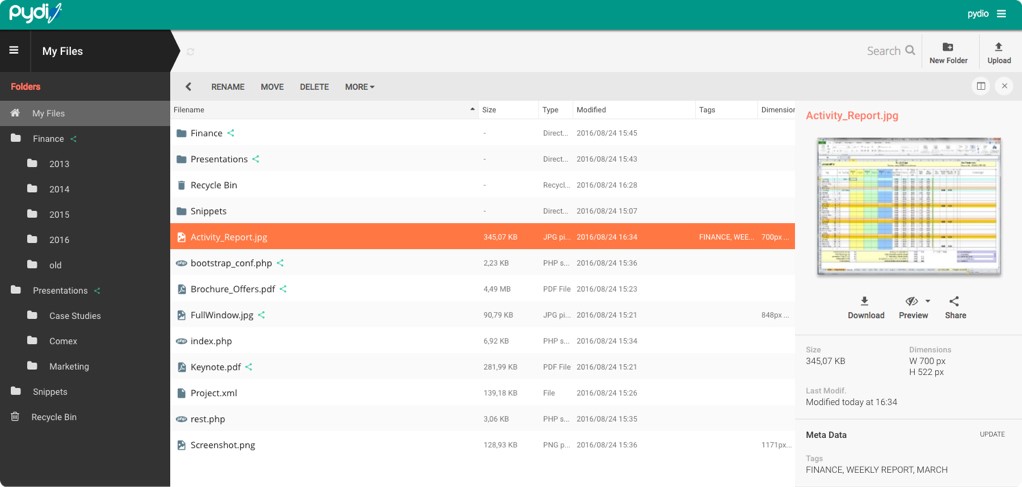 pydio
pydio
My Files
Search
New Folder
Upload
Folders
My Files
Finance
2013
2014
2015
2016
old
Presentations
Case Studies
Comex
Marketing
Snippets
Recycle Bin
RENAME MOVE DELETE MORE
Filename Size Type Modified Tags Dimension
Finance - Direct... 2016/08/24 15:45
Presentations - Direct... 2016/08/24 15:43
Recycle Bin - Recycl... 2016/08/24 16:28
Snippets - Direct... 2016/08/24 15:07
Activity_Report.jpg 345,07 KB JPG pi... 2016/08/24 16:34 FINANCE, WEE... 700px ...
bootstrap_conf.php 2,23 KB PHP s... 2016/08/24 15:36
Brochure_Offers.pdf 4,49 MB PDF File 2016/08/24 15:23
FullWindow.jpg 90,79 KB JPG pi... 2016/08/24 15:21 848px ...
index.php 6,92 KB PHP s... 2016/08/24 15:34
Keynote.pdf 281,99 KB PDF File 2016/08/24 15:21
Project.xml 139,18 KB File 2016/08/24 15:26
rest.php 3,06 KB PHP s... 2016/08/24 15:35
Screenshot.png 128,93 KB PNG p... 2016/08/24 15:36 1171px...
Activity_Report.jpg
Download Preview Share
Size Dimensions
345,07 KB W 700 px
H 522 px
Last Modif.
Modified today at 16:34
Meta Data UPDATE
Tags
FINANCE, WEEKLY REPORT, MARCH